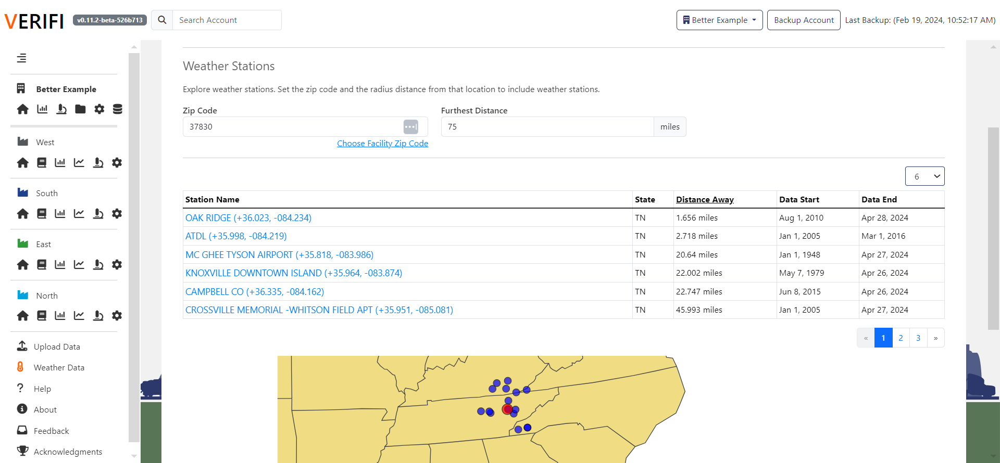 VERIFI v0.11.2-beta-526b713 Search Account Better Example Backup Account Last Backup: (Feb 19, 2024, 10:52:17 AM)
Better Example
West
South
East
North
Upload Data
Weather Data
? Help
About
Feedback
Acknowledgments
Weather Stations
Explore weather stations. Set the zip code and the radius distance from that location to include weather stations.
Zip Code Furthest Distance
37830 75 miles
Choose Facility Zip Code
6
Station Name State Distance Away Data Start Data End
OAK RIDGE (+36.023, -084.234) TN 1.656 miles Aug 1, 2010 Apr 28, 2024
ATDL (+35.998, -084.219) TN 2.718 miles Jan 1, 2005 Mar 1, 2016
MC GHEE TYSON AIRPORT (+35.818, -083.986) TN 20.64 miles Jan 1, 1948 Apr 27, 2024
KNOXVILLE DOWNTOWN ISLAND (+35.964, -083.874) TN 22.002 miles May 7, 1979 Apr 26, 2024
CAMPBELL CO (+36.335, -084.162) TN 22.747 miles Jun 8, 2015 Apr 26, 2024
CROSSVILLE MEMORIAL -WHITSON FIELD APT (+35.951, -085.081) TN 45.993 miles Jan 1, 2005 Apr 27, 2024
« 1 2 3 »